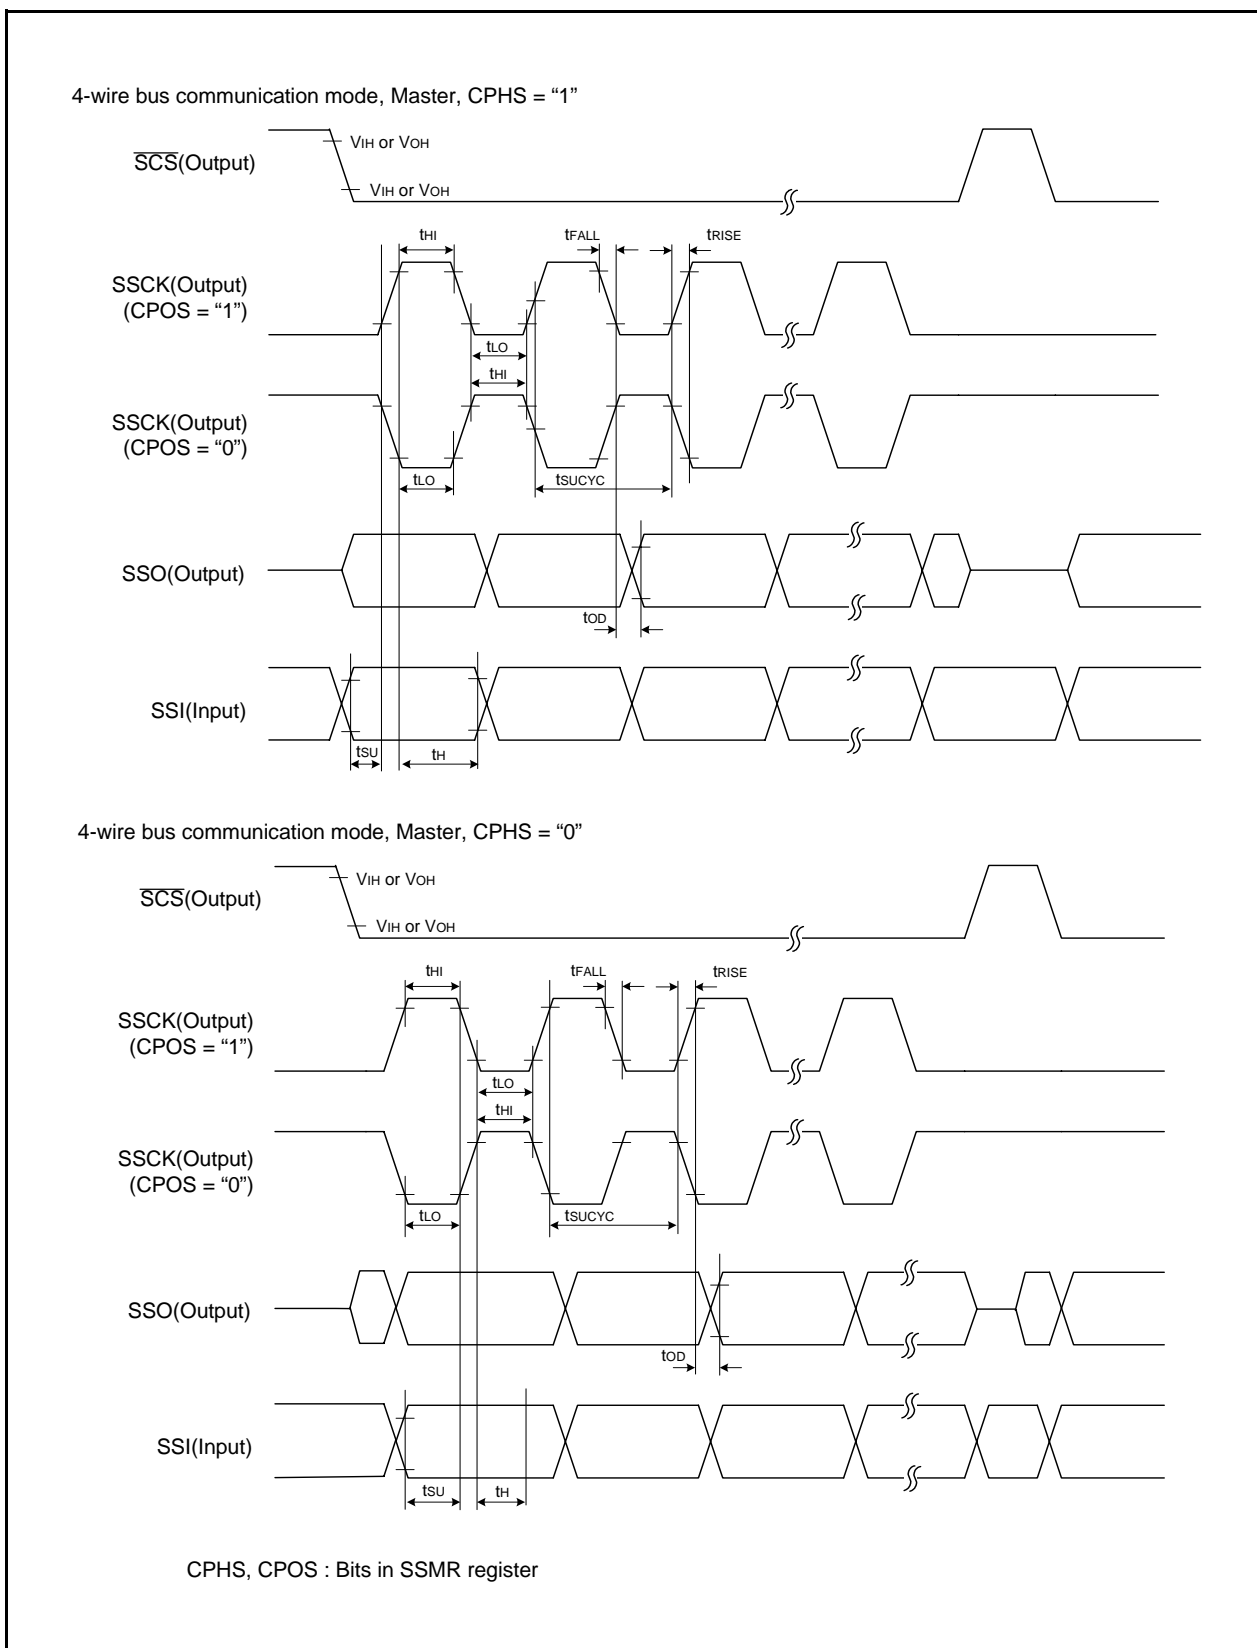 4-wire bus communication mode, Master, CPHS = “1”
SCS(Output)
VIH or VOH
VIH or VOH
tHI
tFALL
tRISE
SSCK(Output)
(CPOS = “1”)
tLO
tHI
SSCK(Output)
(CPOS = “0”)
tLO
tSUCYC
SSO(Output)
tOD
SSI(Input)
tSU
tH
4-wire bus communication mode, Master, CPHS = “0”
SCS(Output)
VIH or VOH
VIH or VOH
tHI
tFALL
tRISE
SSCK(Output)
(CPOS = “1”)
tLO
tHI
SSCK(Output)
(CPOS = “0”)
tLO
tSUCYC
SSO(Output)
tOD
SSI(Input)
tSU
tH
CPHS, CPOS : Bits in SSMR register